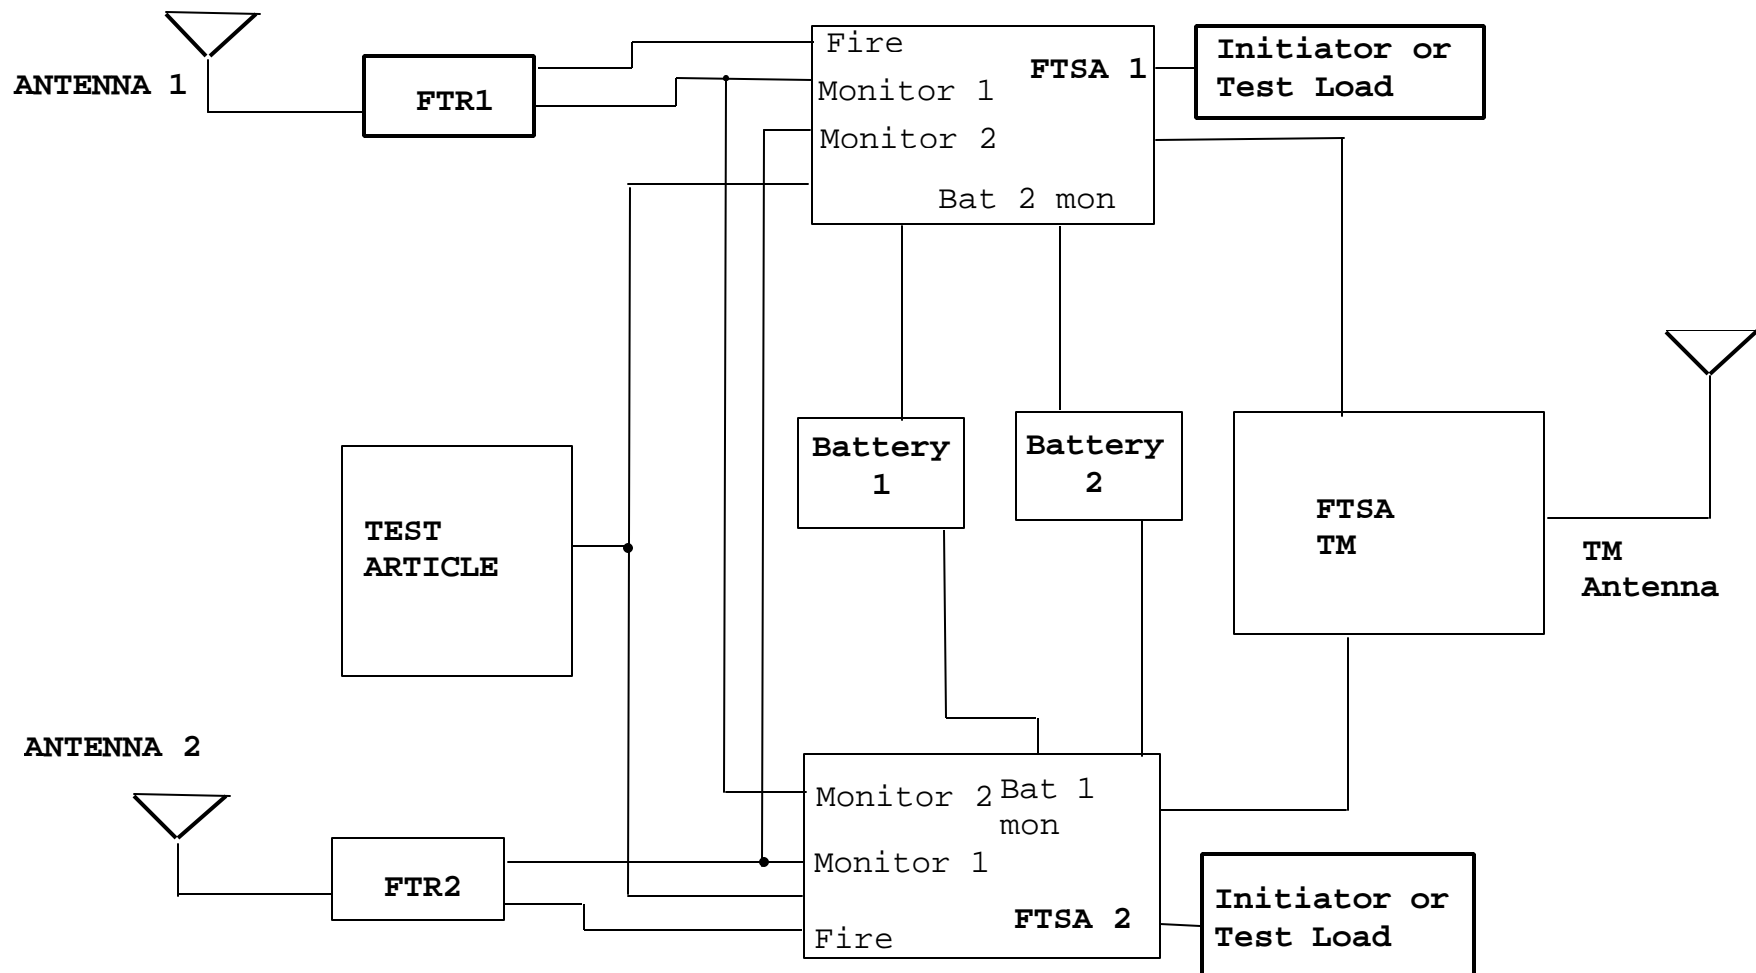 ANTENNA 1
FTR1
Fire
Monitor 1
Monitor 2
FTSA 1
Bat 2 mon
Initiator or
Test Load
Battery
1
Battery
2
TEST
ARTICLE
FTSA
TM
TM
Antenna
ANTENNA 2
FTR2
Monitor 2
Bat 1
mon
Monitor 1
Fire
FTSA 2
Initiator or
Test Load